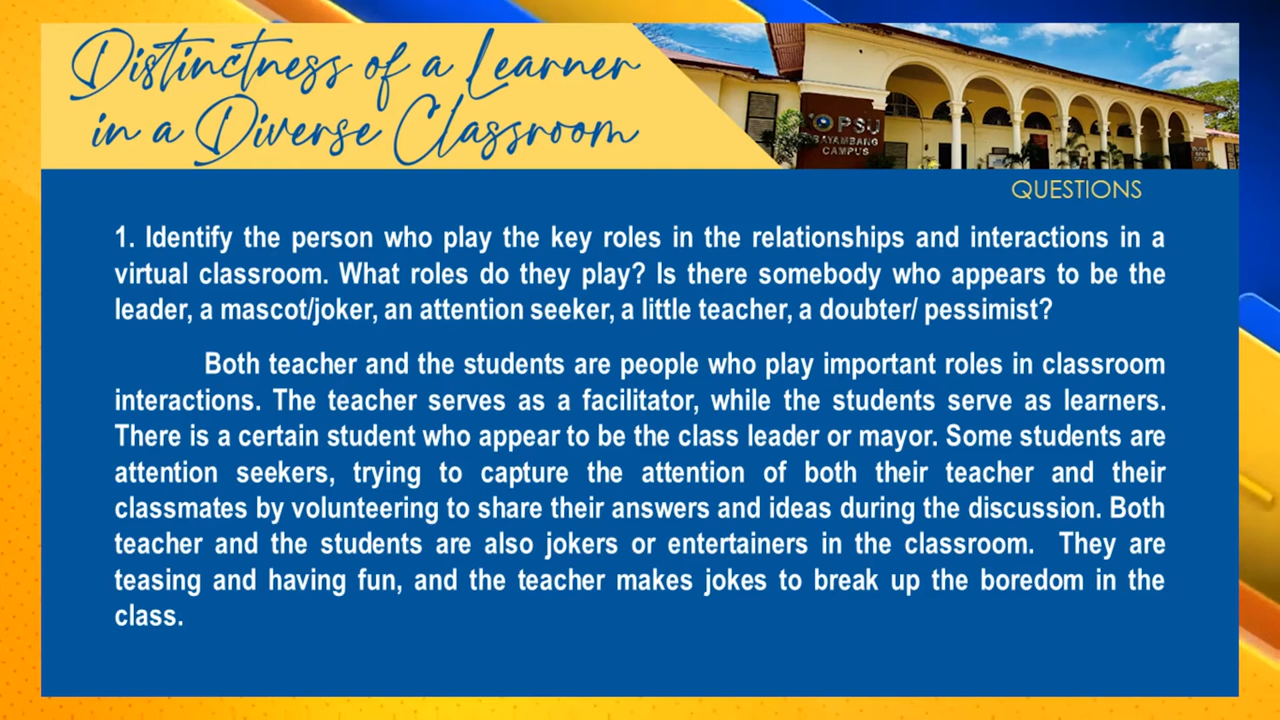 Distinctness of a Learner
in a Diverse Classroom
PSU
BAYAMBANG
CAMPUS
QUESTIONS
1. Identify the person who play the key roles in the relationships and interactions in a
virtual classroom. What roles do they play? Is there somebody who appears to be the
leader, a mascot/joker, an attention seeker, a little teacher, a doubter/ pessimist?
Both teacher and the students are people who play important roles in classroom
interactions. The teacher serves as a facilitator, while the students serve as learners.
There is a certain student who appear to be the class leader or mayor. Some students are
attention seekers, trying to capture the attention of both their teacher and their
classmates by volunteering to share their answers and ideas during the discussion. Both
teacher and the students are also jokers or entertainers in the classroom. They are
teasing and having fun, and the teacher makes jokes to break up the boredom in the
class.